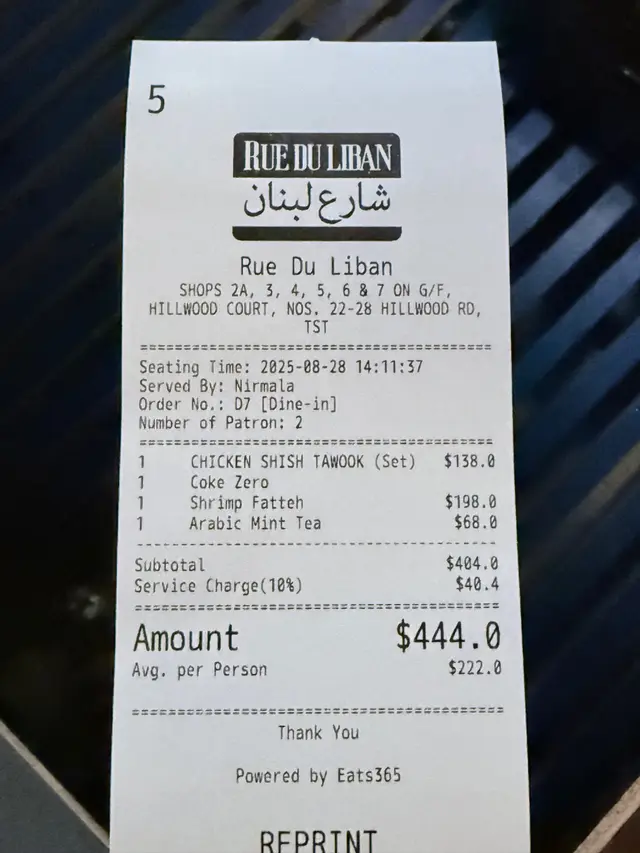 5
RUE DU LIBAN
شارع لبنان
Rue Du Liban
SHOPS 2A, 3, 4, 5, 6 & 7 ON G/F,
HILLWOOD COURT, NOS. 22-28 HILLWOOD RD,
TST
Seating Time: 2025-08-28 14:11:37
Served By: Nirmala
Order No.: D7 [Dine-in]
Number of Patron: 2
1 CHICKEN SHISH TAWOOK (Set) $138.0
1 Coke Zero
1 Shrimp Fatteh $198.0
1 Arabic Mint Tea $68.0
Subtotal $404.0
Service Charge(10%) $40.4
Amount $444.0
Avg. per Person $222.0
Thank You
Powered by Eats365
REPRINT